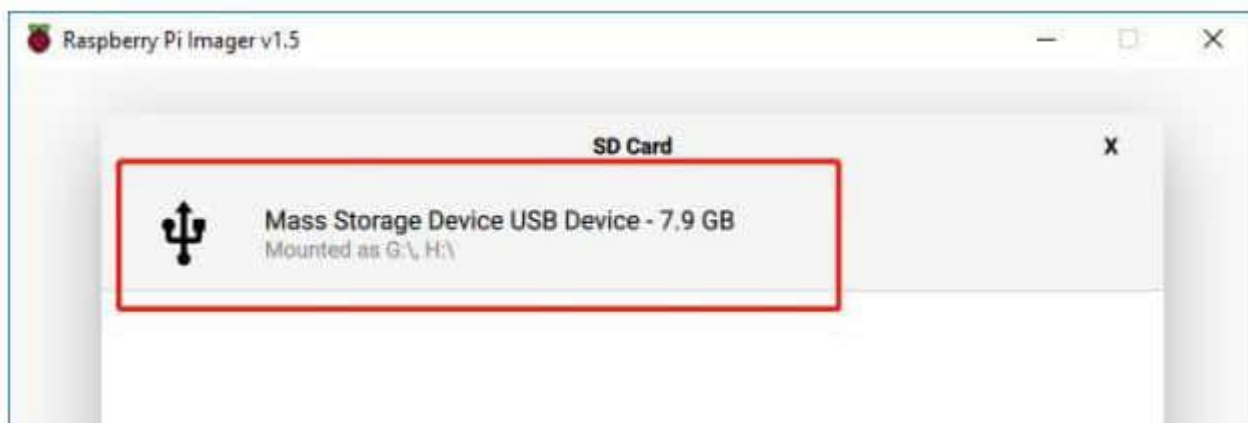 Raspberry Pi Imager v1.5
SD Card
X
Mass Storage Device USB Device - 7.9 GB
Mounted as G:\, H:\